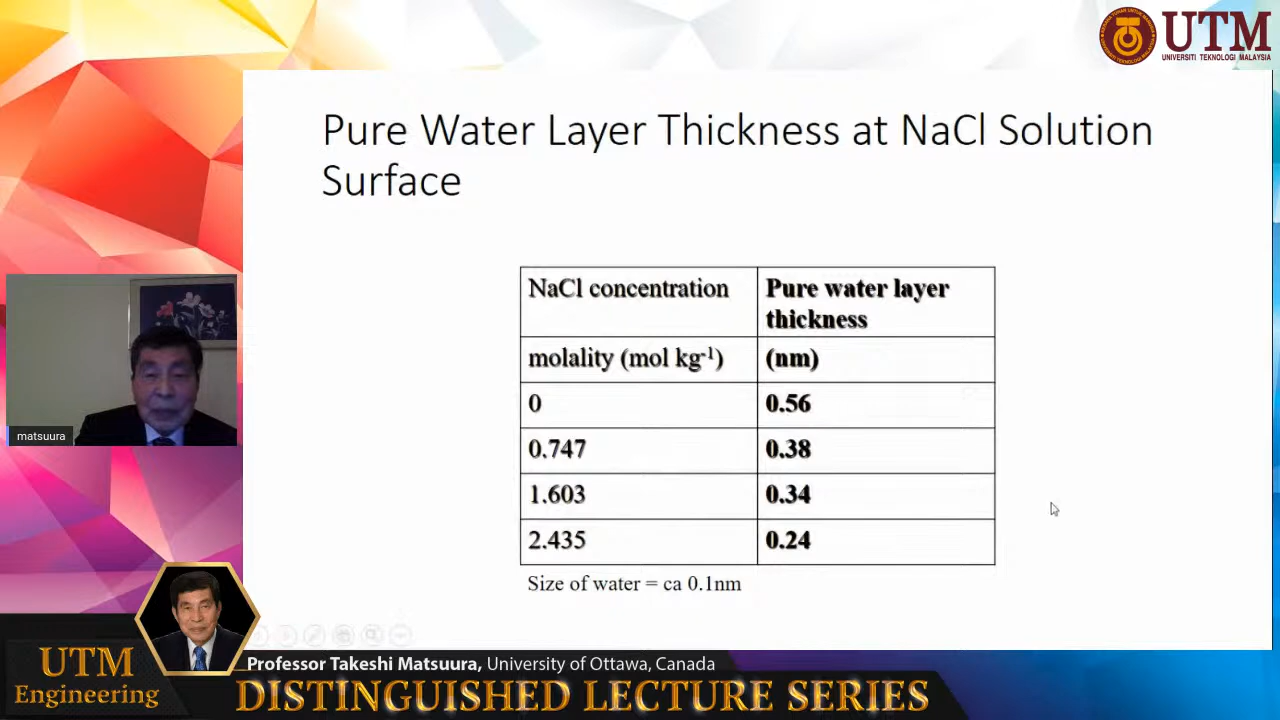 UTM
UNIVERSITI TEKNOLOGI MALAYSIA
Pure Water Layer Thickness at NaCl Solution
Surface
NaCl concentration
Pure water layer
thickness
molality (mol kg⁻¹)
(nm)
0
0.56
0.747
0.38
1.603
0.34
2.435
0.24
Size of water = ca 0.1nm
matsuura
Professor Takeshi Matsuura, University of Ottawa, Canada
UTM
Engineering
DISTINGUISHED LECTURE SERIES